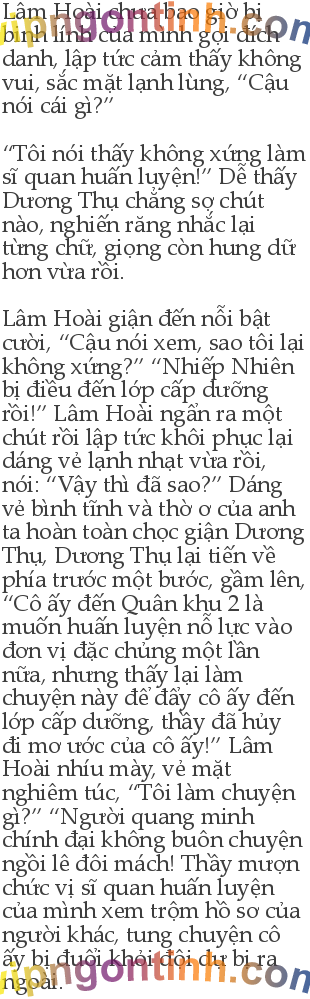 Lâm Hoài chưa bao giờ bị
binh lính của mình gọi đích
danh, lập tức cảm thấy không
vui, sắc mặt lạnh lùng, “Cậu
nói cái gì?”
“Tôi nói thấy không xứng làm
sĩ quan huấn luyện!” Dễ thấy
Dương Thụ chẳng sợ chút
nào, nghiến răng nhắc lại
từng chữ, giọng còn hung dữ
hơn vừa rồi.
Lâm Hoài giận đến nỗi bật
cười, “Cậu nói xem, sao tôi lại
không xứng?” “Nhiếp Nhiên
bị điều đến lớp cấp dưỡng
rồi!” Lâm Hoài ngẩn ra một
chút rồi lập tức khôi phục lại
dáng vẻ lạnh nhạt vừa rồi,
nói: “Vậy thì đã sao?” Dáng
vẻ bình tĩnh và thờ ơ của anh
ta hoàn toàn chọc giận Dương
Thụ, Dương Thụ lại tiến về
phía trước một bước, gầm lên,
“Cô ấy đến Quân khu 2 là
muốn huấn luyện nỗ lực vào
đơn vị đặc chủng một lần
nữa, nhưng thấy lại làm
chuyện này để đẩy cô ấy đến
lớp cấp dưỡng, thầy đã hủy
đi mơ ước của cô ấy!” Lâm
Hoài nhíu mày, vẻ mặt
nghiêm túc, “Tôi làm chuyện
gì?” “Người quang minh
chính đại không buôn chuyện
ngồi lê đôi mách! Thầy mượn
chức vị sĩ quan huấn luyện
của mình xem trộm hồ sơ của
người khác, tung chuyện cô
ấy bị đuổi khỏi đội dự bị ra
ngoài.